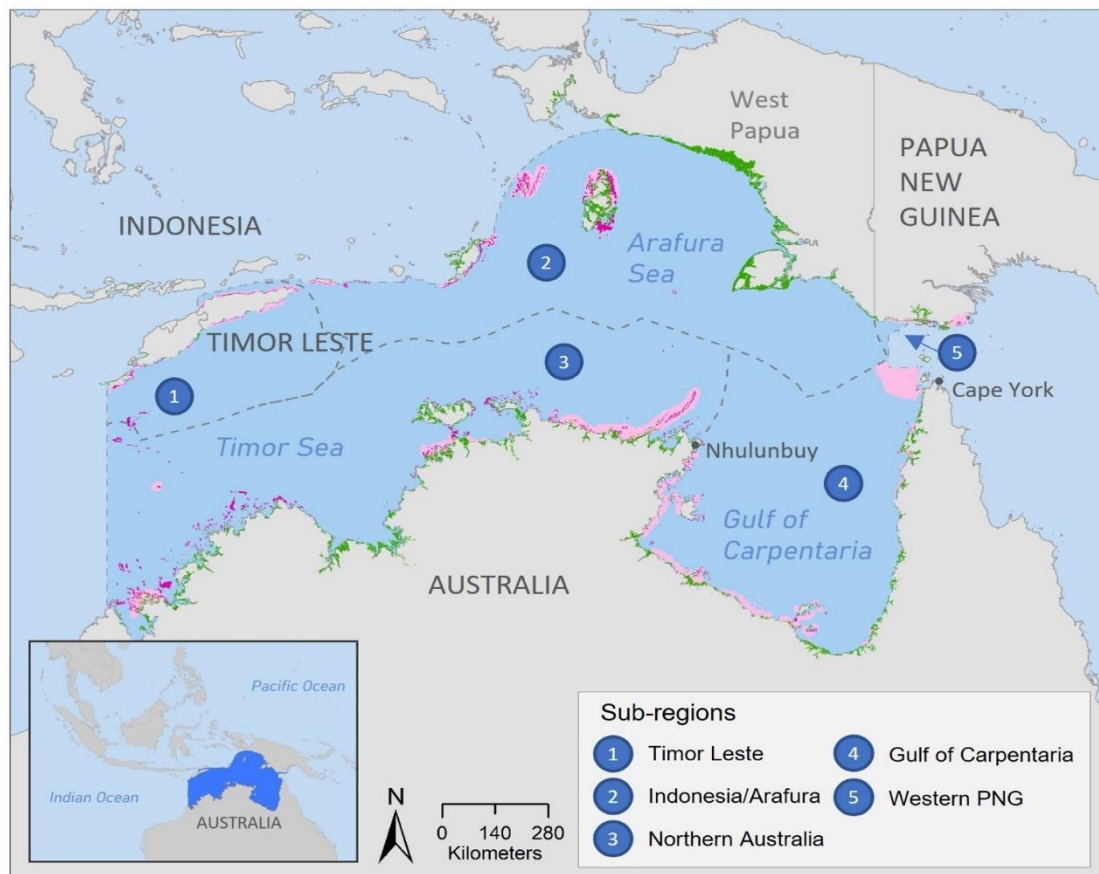 West
Papua
PAPUA
NEW
GUINEA
INDONESIA
Arafura
Sea
2
TIMOR LESTE
3
5
1
Cape York
Timor Sea
Nhulunbuy
4
Gulf of
Carpentaria
AUSTRALIA
Pacific Ocean
Indian Ocean
AUSTRALIA
N
0 140 280
Kilometers
Sub-regions
1 Timor Leste
2 Indonesia/Arafura
3 Northern Australia
4 Gulf of Carpentaria
5 Western PNG